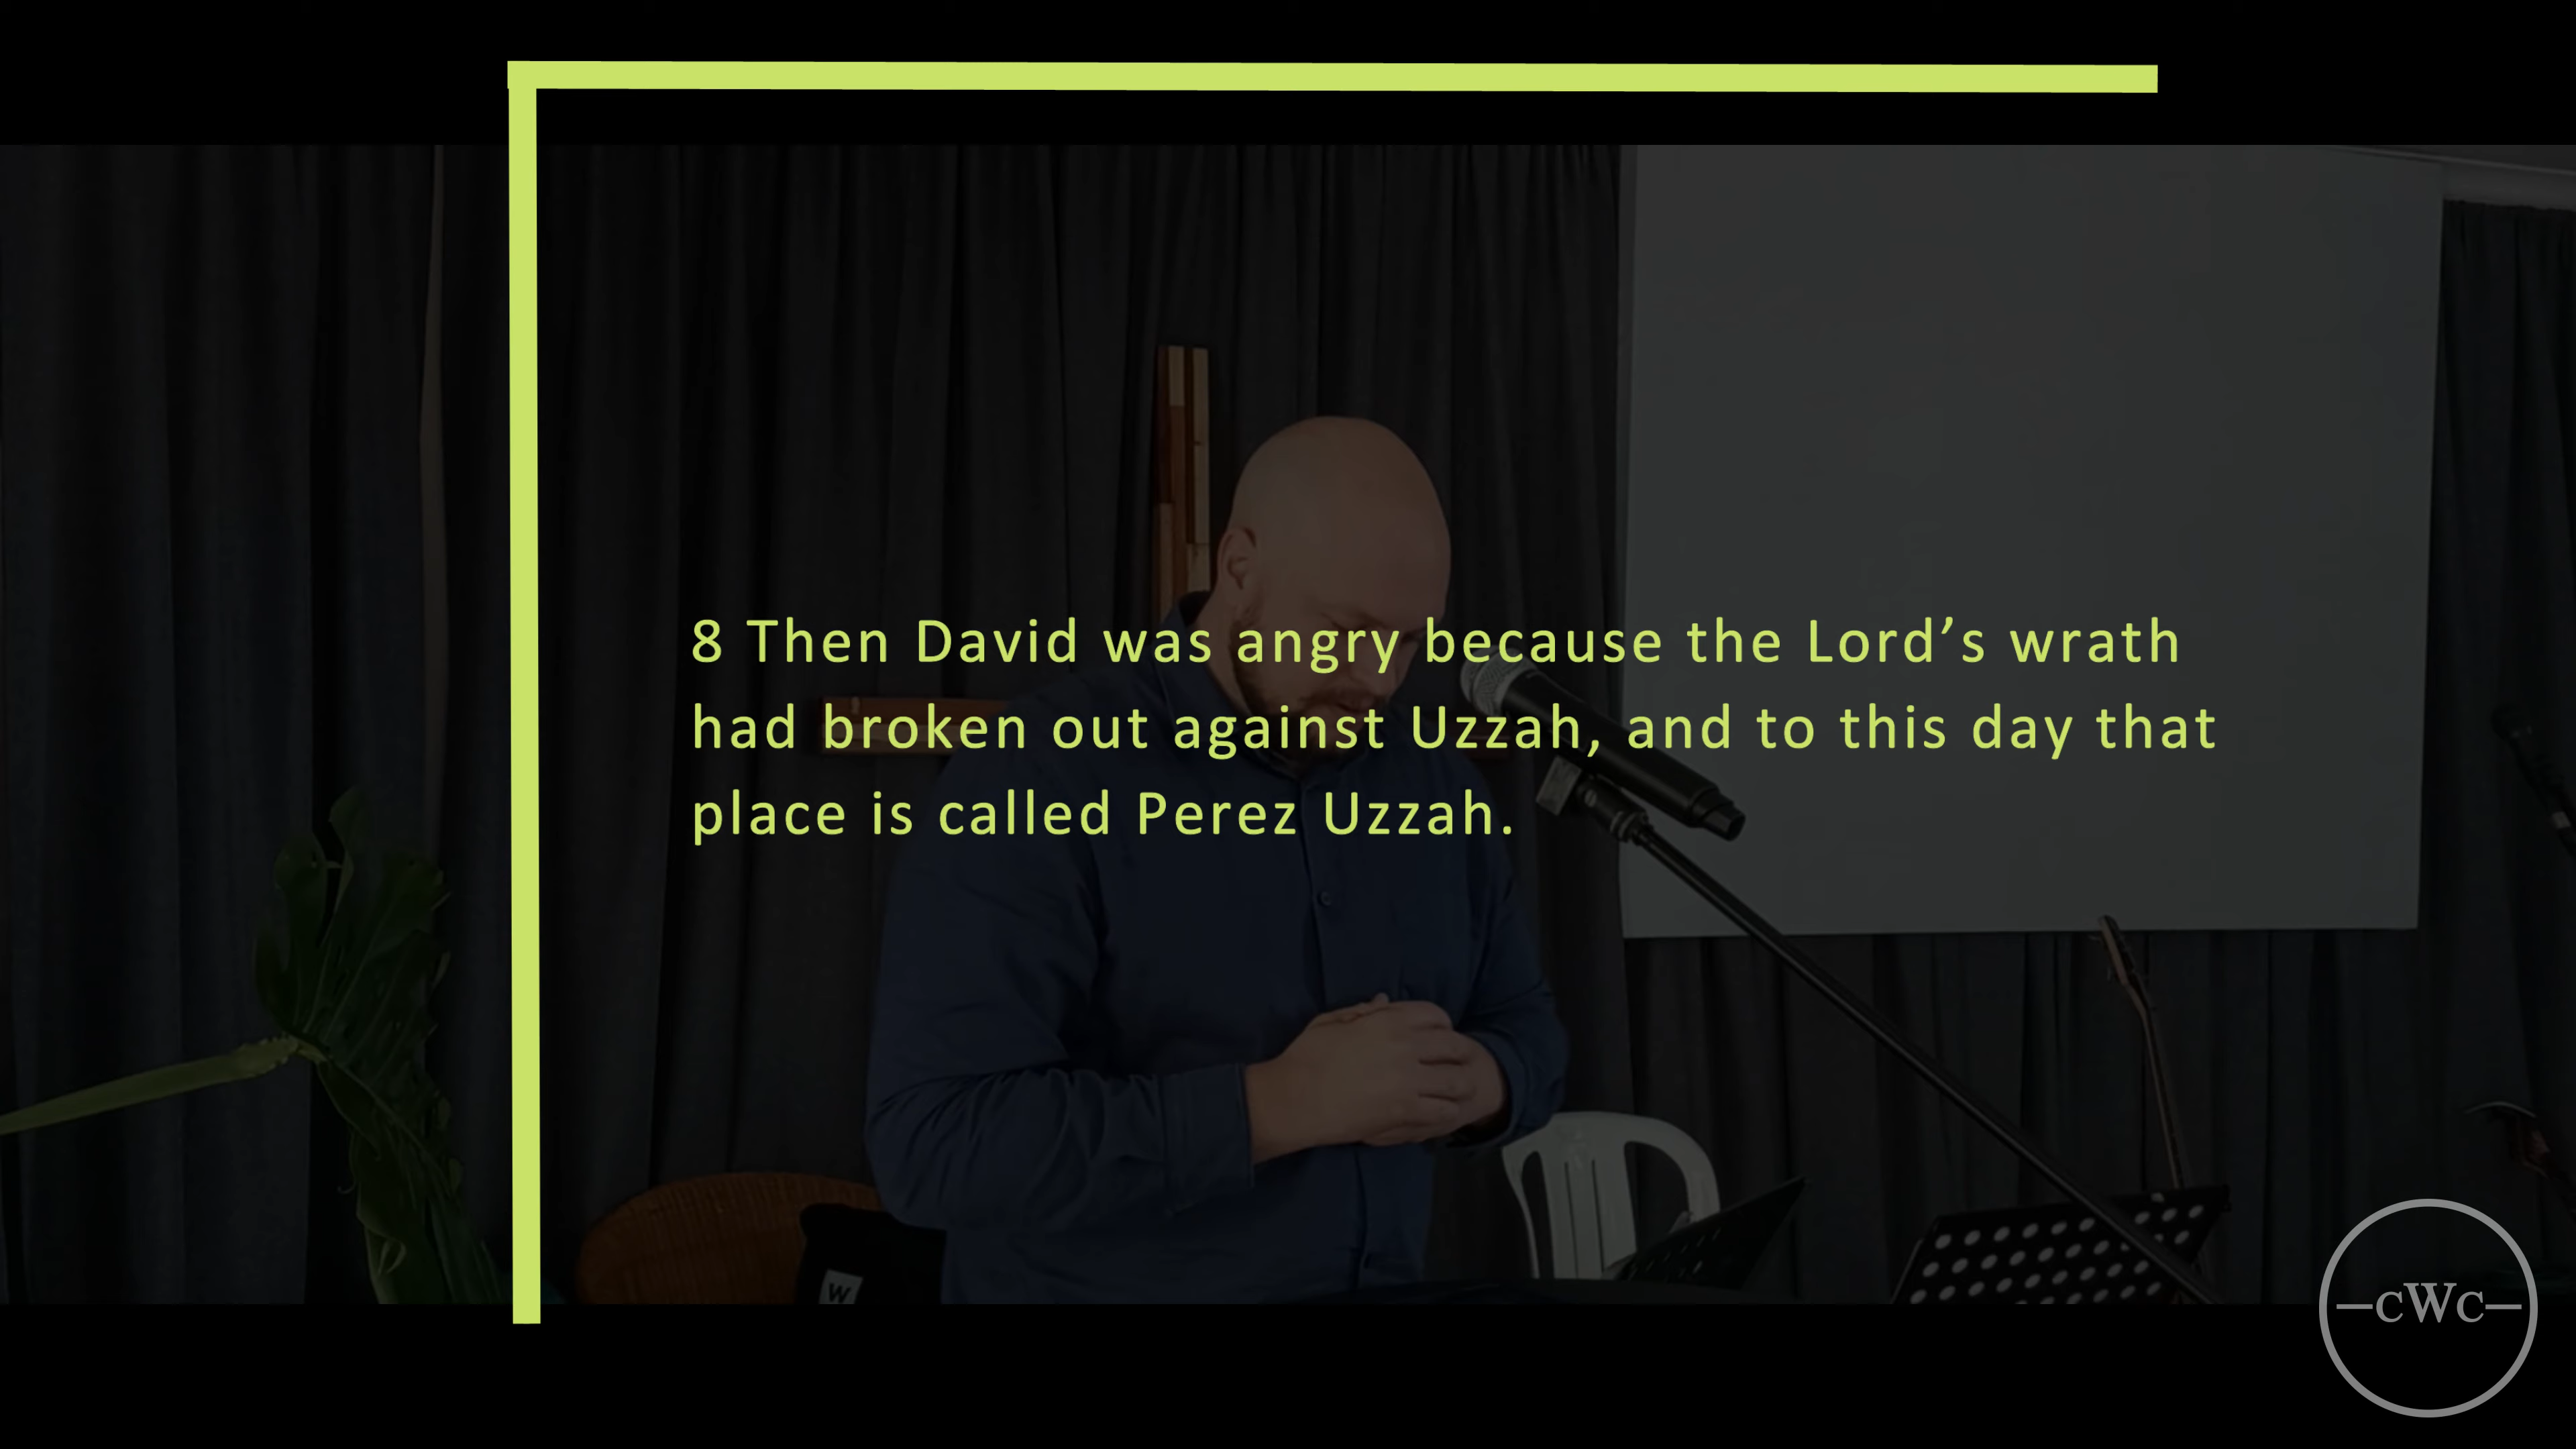 8 Then David was angry because the Lord’s wrath
had broken out against Uzzah, and to this day that
place is called Perez Uzzah.
W
CWC